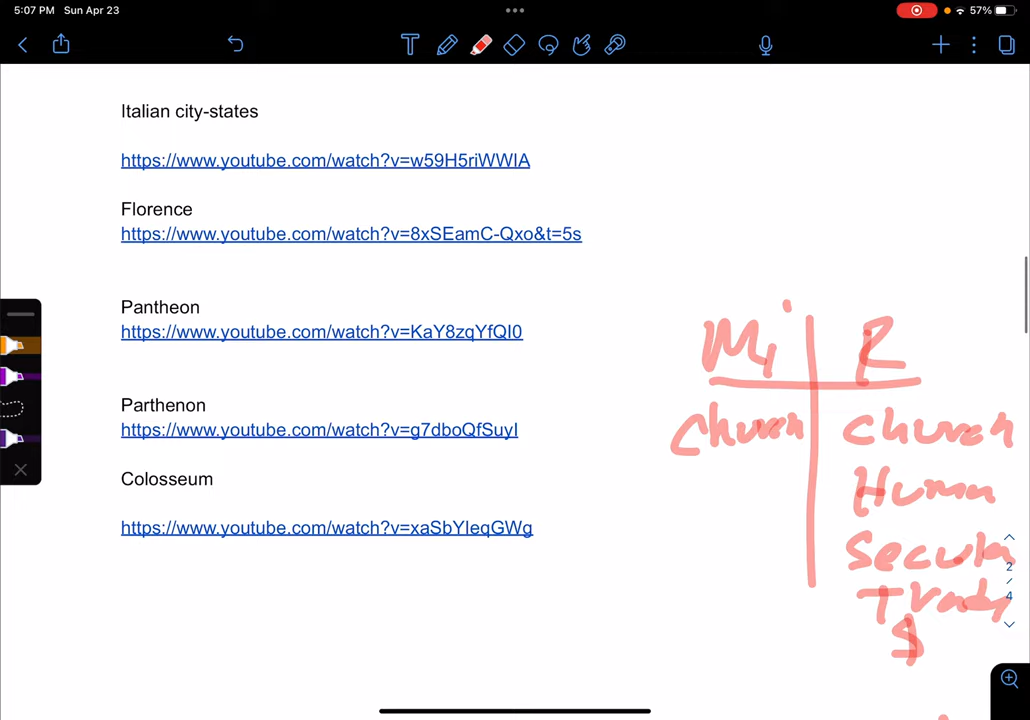 5:07 PM Sun Apr 23
57%
Italian city-states
https://www.youtube.com/watch?v=w59H5riWWIA
Florence
https://www.youtube.com/watch?v=8xSEamC-Qxo&t=5s
Pantheon
https://www.youtube.com/watch?v=KaY8zqYfQI0
Parthenon
https://www.youtube.com/watch?v=g7dboQfSuyI
Colosseum
https://www.youtube.com/watch?v=xaSbYIeqGWg
R
Church Church
Human
Secular
$
2
/
4